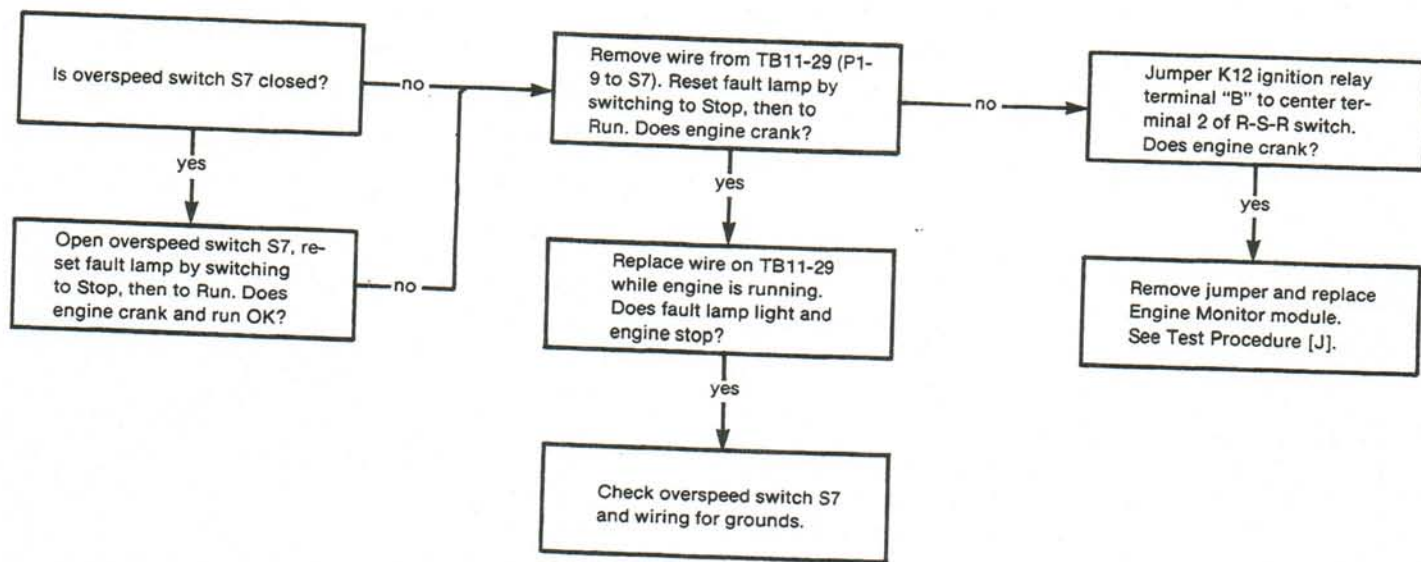 Is overspeed switch S7 closed?
no
yes
Open overspeed switch S7, re-
set fault lamp by switching
to Stop, then to Run. Does
engine crank and run OK?
no
Remove wire from TB11-29 (P1-
9 to S7). Reset fault lamp by
switching to Stop, then to
Run. Does engine crank?
no
yes
Replace wire on TB11-29
while engine is running.
Does fault lamp light and
engine stop?
yes
Check overspeed switch S7
and wiring for grounds.
Jumper K12 ignition relay
terminal “B” to center ter-
minal 2 of R-S-R switch.
Does engine crank?
yes
Remove jumper and replace
Engine Monitor module.
See Test Procedure [J].